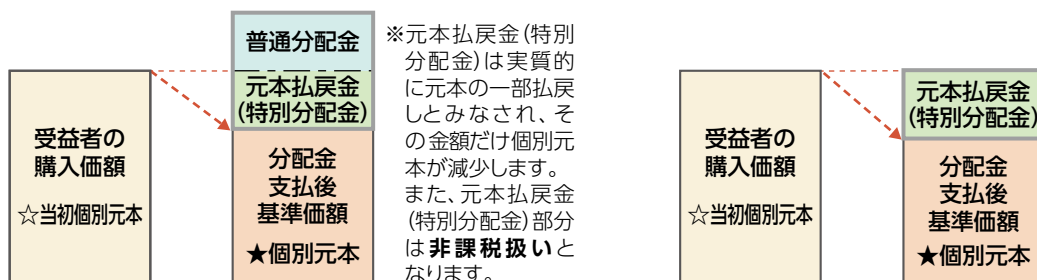 受益者の
購入価額
☆当初個別元本
普通分配金
元本払戻金
(特別分配金)
分配金
支払後
基準価額
★個別元本
※元本払戻金(特別
分配金)は実質的
に元本の一部払戻
しとみなされ、そ
の金額だけ個別元
本が減少します。
また、元本払戻金
(特別分配金)部分
は非課税扱いと
なります。
受益者の
購入価額
☆当初個別元本
元本払戻金
(特別分配金)
分配金
支払後
基準価額
★個別元本